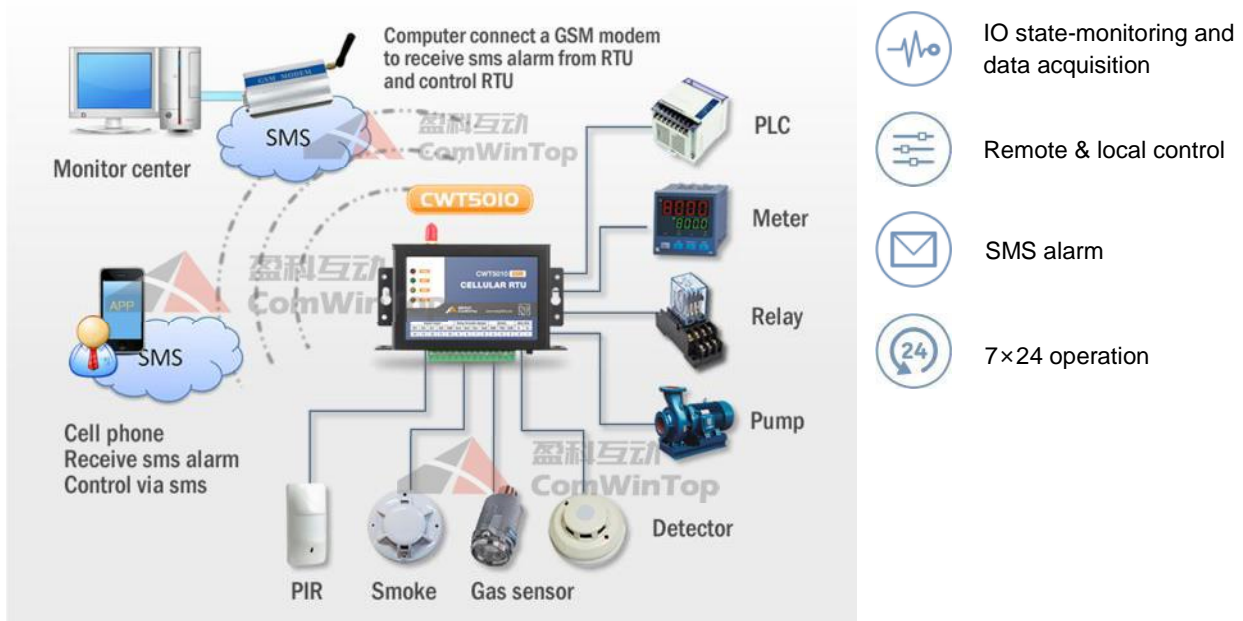 Computer connect a GSM modem
to receive sms alarm from RTU
and control RTU
GSM MODEM
SMS
Monitor center
盈科互动
ComWinTop
CWT5010
PLC
Meter
Relay
Pump
盈科互动
ComWinTop
CWT5010
CELLULAR RTU
APP
SMS
Cell phone
Receive sms alarm
Control via sms
盈科互动
ComWinTop
PIR
Smoke
Gas sensor
Detector
IO state-monitoring and
data acquisition
Remote & local control
SMS alarm
24
7×24 operation